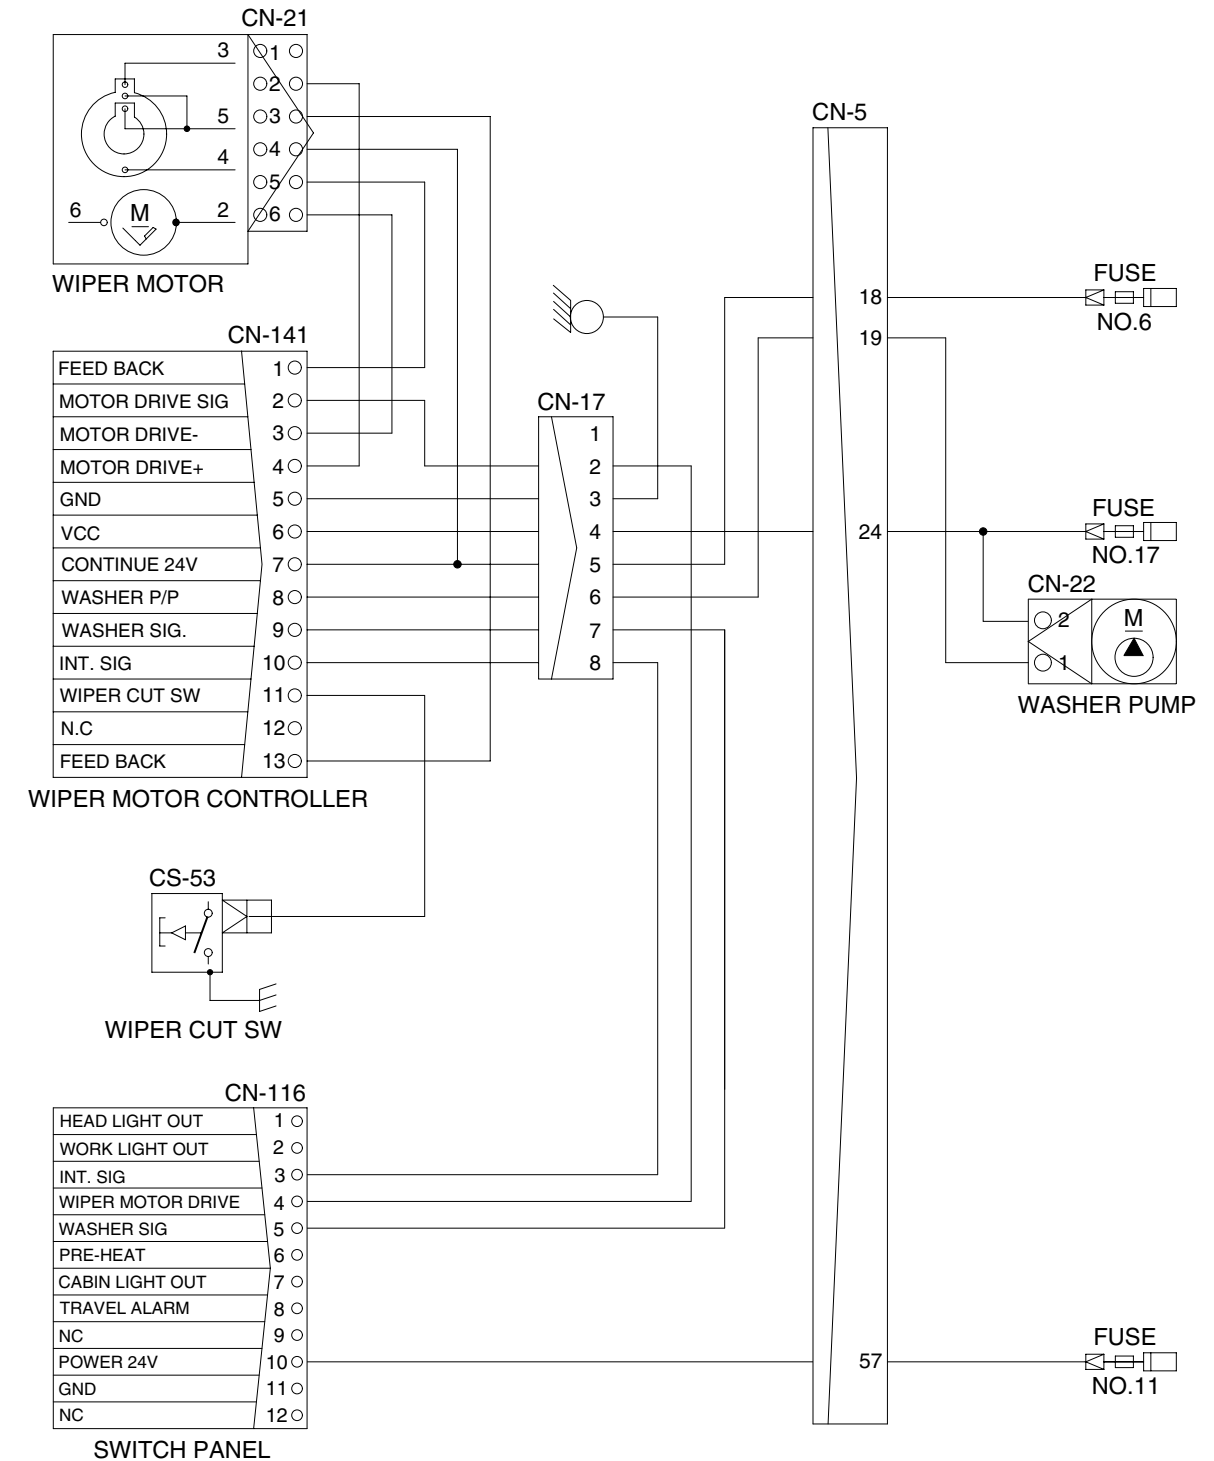 CN-21
3
5
4
6
M
2
1
2
3
4
5
6
WIPER MOTOR
CN-141
FEED BACK 1
MOTOR DRIVE SIG 2
MOTOR DRIVE- 3
MOTOR DRIVE+ 4
GND 5
VCC 6
CONTINUE 24V 7
WASHER P/P 8
WASHER SIG. 9
INT. SIG 10
WIPER CUT SW 11
N.C 12
FEED BACK 13
WIPER MOTOR CONTROLLER
CN-17
1
2
3
4
5
6
7
8
CN-5
18
19
24
57
FUSE
NO.6
FUSE
NO.17
CN-22
2
1
M
WASHER PUMP
CS-53
WIPER CUT SW
CN-116
HEAD LIGHT OUT 1
WORK LIGHT OUT 2
INT. SIG 3
WIPER MOTOR DRIVE 4
WASHER SIG 5
PRE-HEAT 6
CABIN LIGHT OUT 7
TRAVEL ALARM 8
NC 9
POWER 24V 10
GND 11
NC 12
SWITCH PANEL
FUSE
NO.11